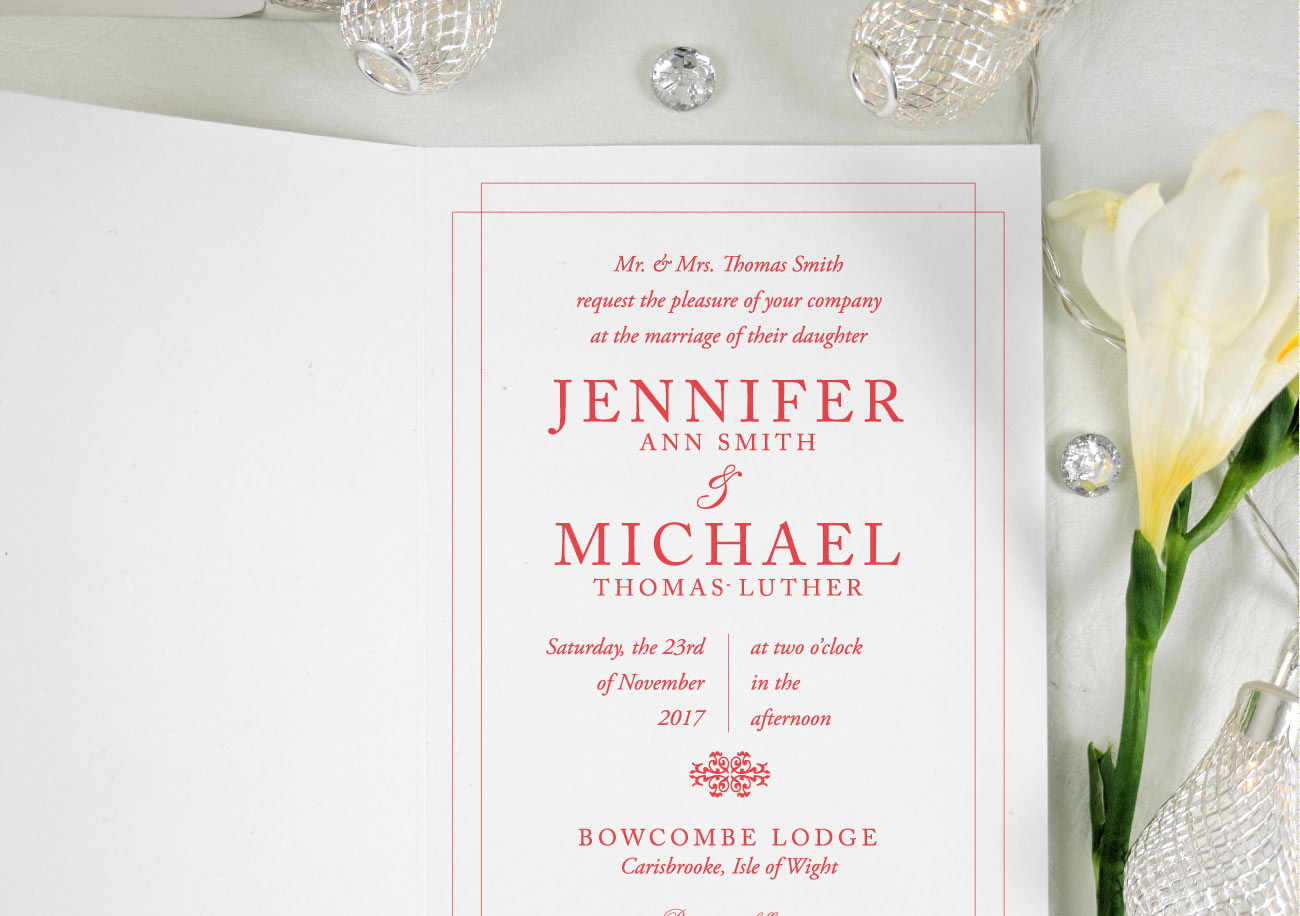 Mr. & Mrs. Thomas Smith
request the pleasure of your company
at the marriage of their daughter
JENNIFER
ANN SMITH
&
MICHAEL
THOMAS- LUTHER
Saturday, the 23rd
of November
2017
at two o’clock
in the
afternoon
BOWCOMBE LODGE
Carisbrooke, Isle of Wight